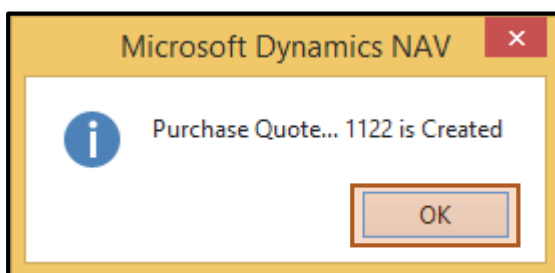 Microsoft Dynamics NAV
Purchase Quote... 1122 is Created
OK